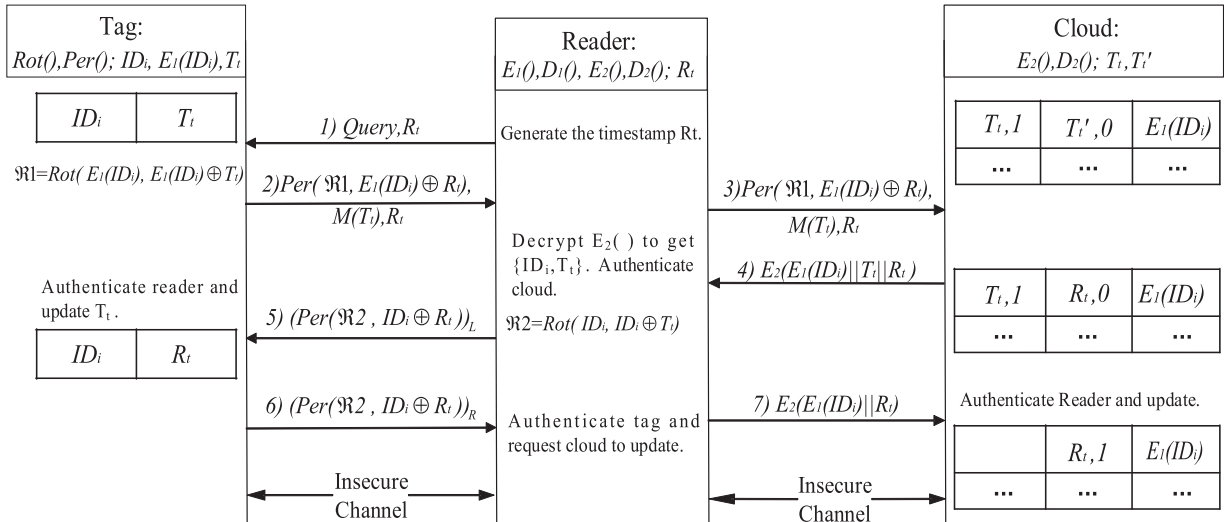 Tag:
Rot(),Per(); IDᵢ, E₁(IDᵢ),Tₜ
Reader:
E₁(),D₁(), E₂(),D₂(); Rₜ
Cloud:
E₂(),D₂(); Tₜ,Tₜ'
IDᵢ Tₜ
1) Query,Rₜ
Generate the timestamp Rt.
Tₜ,1 Tₜ',0 E₁(IDᵢ)
... ... ...
ℜ1=Rot( E₁(IDᵢ), E₁(IDᵢ)⊕Tₜ)
2)Per( ℜ1, E₁(IDᵢ)⊕Rₜ),
M(Tₜ),Rₜ
3)Per( ℜ1, E₁(IDᵢ)⊕Rₜ),
M(Tₜ),Rₜ
Decrypt E₂( ) to get
{IDᵢ,Tₜ}. Authenticate
cloud.
4) E₂(E₁(IDᵢ)||Tₜ||Rₜ)
Tₜ,1 Rₜ,0 E₁(IDᵢ)
... ... ...
Authenticate reader and
update Tₜ .
ℜ2=Rot( IDᵢ, IDᵢ⊕Tₜ)
5) (Per(ℜ2 , IDᵢ⊕Rₜ))_L
IDᵢ Rₜ
6) (Per(ℜ2 , IDᵢ⊕Rₜ))_R
Authenticate tag and
request cloud to update.
7) E₂(E₁(IDᵢ)||Rₜ)
Authenticate Reader and update.
Rₜ,1 E₁(IDᵢ)
... ... ...
Insecure
Channel
Insecure
Channel